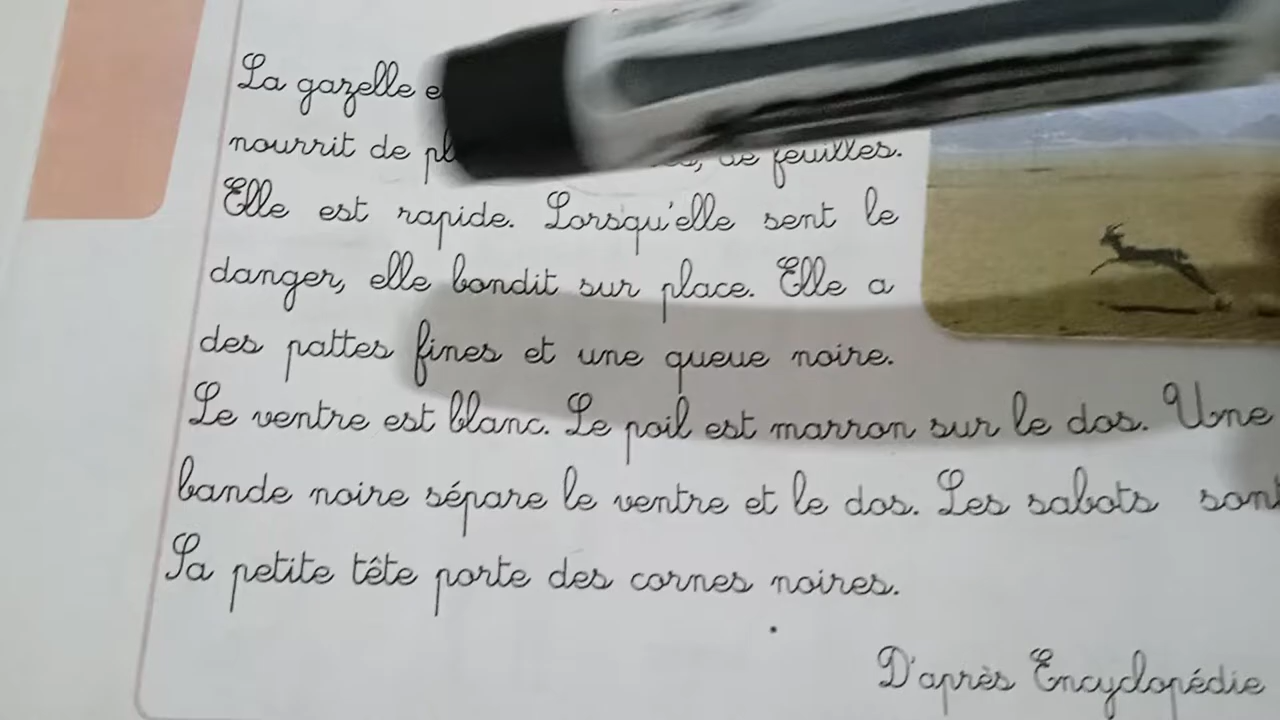 La gazelle
nourrit de de feuilles.
Elle est rapide. Lorsqu'elle sent le
danger, elle bondit sur place. Elle a
des pattes fines et une queue noire.
Le ventre est blanc. Le poil est marron sur le dos. Une
bande noire sépare le ventre et le dos. Les sabots sont
Sa petite tête porte des cornes noires.
D'après Encyclopédie